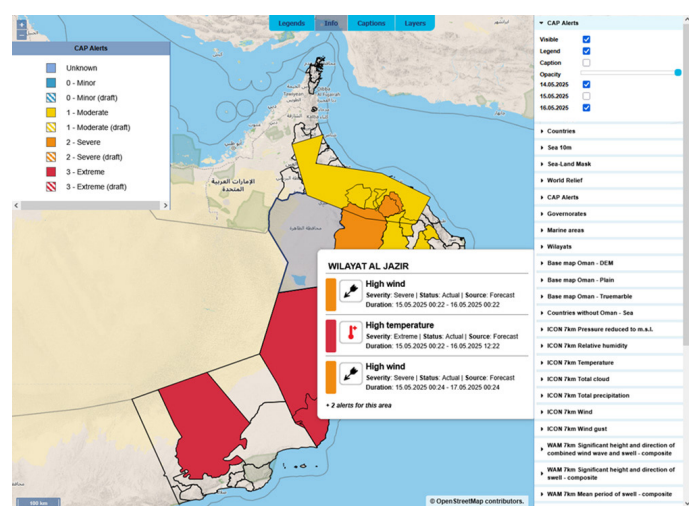 +
−
Legends Info Captions Layers
CAP Alerts
Unknown
0 - Minor
0 - Minor (draft)
1 - Moderate
1 - Moderate (draft)
2 - Severe
2 - Severe (draft)
3 - Extreme
3 - Extreme (draft)
الإمارات العربية
المتحدة
محافظة الظاهرة
WILAYAT AL JAZIR
High wind
Severity: Severe | Status: Actual | Source: Forecast
Duration: 15.05.2025 00:22 - 16.05.2025 00:22
High temperature
Severity: Extreme | Status: Actual | Source: Forecast
Duration: 15.05.2025 00:22 - 16.05.2025 12:22
High wind
Severity: Severe | Status: Actual | Source: Forecast
Duration: 15.05.2025 00:24 - 17.05.2025 00:24
+ 2 alerts for this area
100 km
© OpenStreetMap contributors.
CAP Alerts
Visible
Legend
Caption
Opacity
14.05.2025
15.05.2025
16.05.2025
Countries
Sea 10m
Sea-Land Mask
World Relief
CAP Alerts
Governorates
Marine areas
Wilayats
Base map Oman - DEM
Base map Oman - Plain
Base map Oman - Truemarble
Countries without Oman - Sea
ICON 7km Pressure reduced to m.s.l.
ICON 7km Relative humidity
ICON 7km Temperature
ICON 7km Total cloud
ICON 7km Total precipitation
ICON 7km Wind
ICON 7km Wind gust
WAM 7km Significant height and direction of
combined wind wave and swell - composite
WAM 7km Significant height and direction of
swell - composite
WAM 7km Mean period of swell - composite